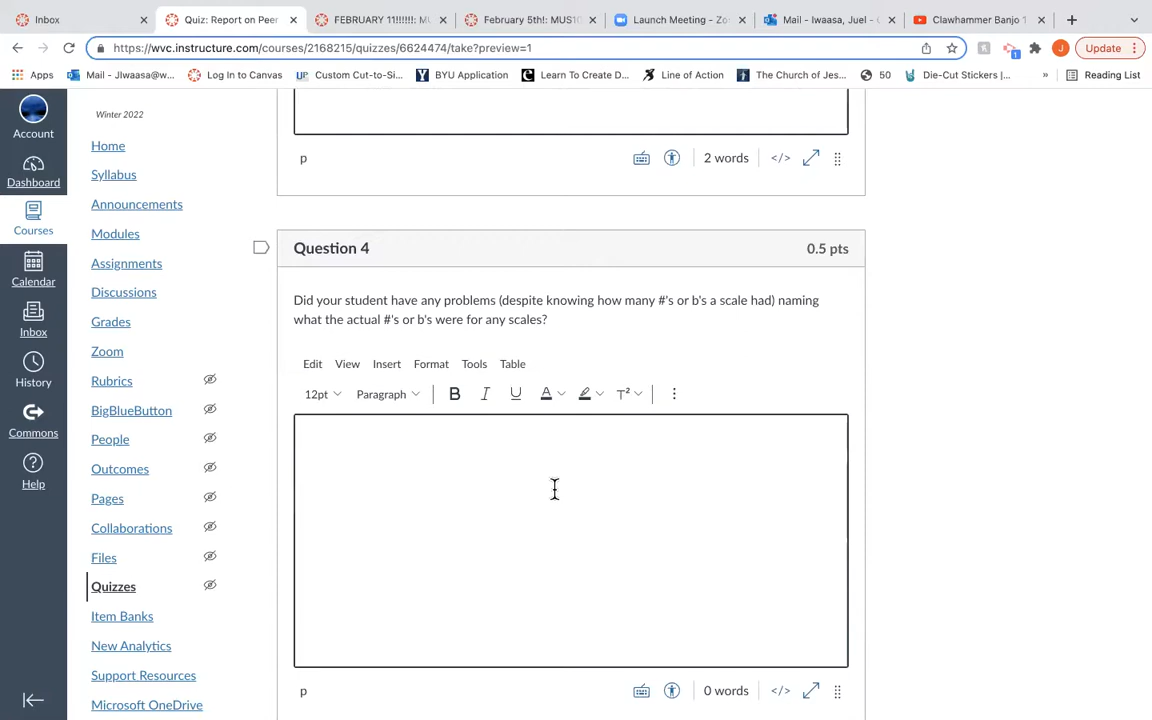 Inbox
Quiz: Report on Peer
FEBRUARY 11!!!!!!: MU
February 5th!: MUS10
Launch Meeting - Zo
Mail - Iwaasa, Juel -
Clawhammer Banjo 1
https://wvc.instructure.com/courses/2168215/quizzes/6624474/take?preview=1
1
J
Update
Apps
Mail - JIwaasa@w...
Log In to Canvas
UP
Custom Cut-to-Si...
BYU Application
Learn To Create D...
Line of Action
The Church of Jes...
50
Die-Cut Stickers |...
»
Reading List
Account
Dashboard
Courses
Calendar
Inbox
History
Commons
Help
Winter 2022
Home
Syllabus
Announcements
Modules
Assignments
Discussions
Grades
Zoom
Rubrics
BigBlueButton
People
Outcomes
Pages
Collaborations
Files
Quizzes
Item Banks
New Analytics
Support Resources
Microsoft OneDrive
p
2 words
</>
Question 4
0.5 pts
Did your student have any problems (despite knowing how many #'s or b's a scale had) naming
what the actual #'s or b's were for any scales?
Edit View Insert Format Tools Table
12pt Paragraph B I U A T²
p
0 words
</>